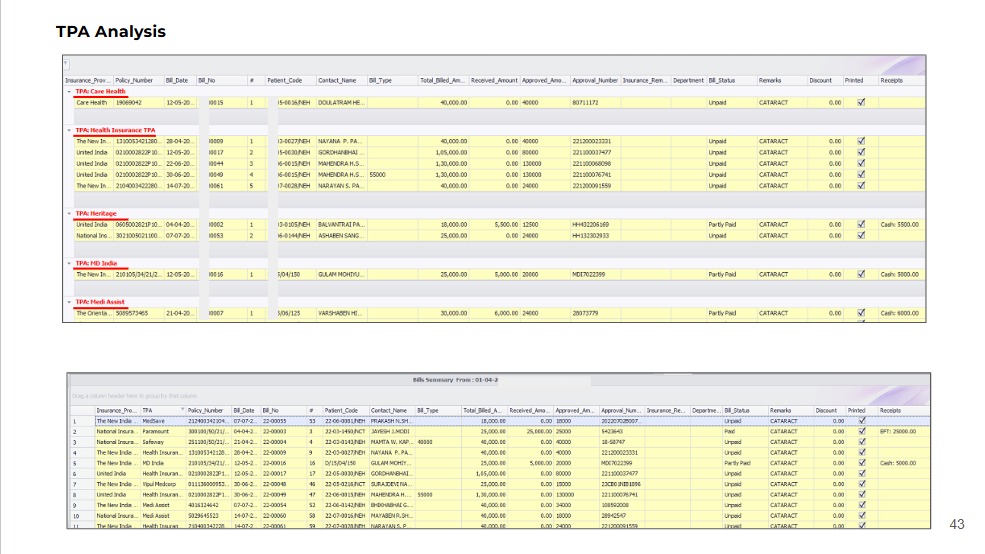 TPA Analysis
Insurance_Prov... Policy_Number Bill_Date Bill_No # Patient_Code Contact_Name Bill_Type Total_Billed_Am... Received_Amount Approved_Amo... Approval_Number Insurance_Rem... Department Bill_Status Remarks Discount Printed Receipts
TPA: Care Health
Care Health 19069042 12-05-20... 0015 1 05-0016/NEH DOULATRAM HE... 40,000.00 0.00 40000 80711172 Unpaid CATARACT 0.00
TPA: Health Insurance TPA
The New In... 1310053421280... 28-04-20... 0009 1 03-0027/NEH NAYANA P. PA... 40,000.00 0.00 40000 221200023331 Unpaid CATARACT 0.00
United India 0210002822P10... 12-05-20... 0017 2 05-0030/NEH GORDHANBHAI... 1,05,000.00 0.00 80000 221100037477 Unpaid CATARACT 0.00
United India 0210002822P10... 22-06-20... 0044 3 06-0015/NEH MAHENDRA H.S... 1,30,000.00 0.00 130000 221100068098 Unpaid CATARACT 0.00
United India 0210002822P10... 30-06-20... 0049 4 06-0015/NEH MAHENDRA H.S... 55000 1,30,000.00 0.00 130000 221100076741 Unpaid CATARACT 0.00
The New In... 2104003422280... 14-07-20... 0061 5 07-0028/NEH NARAYAN S. PA... 40,000.00 0.00 24000 221200091559 Unpaid CATARACT 0.00
TPA: Heritage
United India 0605002821P10... 04-04-20... 0002 1 03-0105/NEH BALVANTRAI PA... 18,000.00 5,500.00 12500 HH432206169 Partly Paid CATARACT 0.00 Cash: 5500.00
National Ins... 3021005021100... 07-07-20... 0053 2 06-0144/NEH ASHABEN SANG... 25,000.00 0.00 24000 HH132302933 Unpaid CATARACT 0.00
TPA: MD India
The New In... 210105/34/21/2... 12-05-20... 0016 1 5/04/150 GULAM MOHIYU... 25,000.00 5,000.00 20000 MDI7022399 Partly Paid CATARACT 0.00 Cash: 5000.00
TPA: Medi Assist
The Orienta... 5089573465 21-04-20... 0007 1 5/06/125 VARSHABEN HI... 30,000.00 6,000.00 24000 28073779 Partly Paid CATARACT 0.00 Cash: 6000.00
Bills Summary From : 01-04-2
Drag a column header here to group by that column.
Insurance_Pro... TPA Policy_Number Bill_Date Bill_No # Patient_Code Contact_Name Bill_Type Total_Billed_A... Received_Amo... Approved_Am... Approval_Num... Insurance_Re... Departme... Bill_Status Remarks Discount Printed Receipts
1 The New India ... MedSave 212400342104... 07-07-2... 22-00055 53 22-06-0081/NEH PRAKASH N.SH... 18,000.00 0.00 18000 Unpaid CATARACT 0.00
2 National Insura... Paramount 300100/50/21/... 04-04-2... 22-00003 3 22-03-1450/NCT JAYESH J.MODI 25,000.00 25,000.00 25000 5423643 Paid CATARACT 0.00 EFT: 25000.00
3 National Insura... Safeway 251100/50/21/... 21-04-2... 22-00004 4 22-03-0143/NEH MAMTA W. KAP... 40000 40,000.00 0.00 40000 18-58747 Unpaid CATARACT 0.00
4 The New India ... Health Insuran... 131005342128... 28-04-2... 22-00009 9 22-03-0027/NEH NAYANA P. PA... 40,000.00 0.00 40000 221200023331 Unpaid CATARACT 0.00
5 The New India ... MD India 210105/34/21/... 12-05-2... 22-00016 16 D/15/04/150 GULAM MOHIY... 25,000.00 5,000.00 20000 MDI7022399 Partly Paid CATARACT 0.00 Cash: 5000.00
6 United India Health Insuran... 0210002822P1... 12-05-2... 22-00017 17 22-05-0030/NEH GORDHANBHAI... 1,05,000.00 0.00 80000 221100037477 Unpaid CATARACT 0.00
7 The New India ... Vipul Medcorp 011136000953... 30-06-2... 22-00048 46 22-05-0216/NCT SURAJDEVI NA... 25,000.00 0.00 15000 Unpaid CATARACT 0.00
8 United India Health Insuran... 0210002822P1... 30-06-2... 22-00049 47 22-06-0015/NEH MAHENDRA H... 55000 1,30,000.00 0.00 130000 221100076741 Unpaid CATARACT 0.00
9 The New India ... Medi Assist 4016324642 07-07-2... 22-00054 52 22-06-0142/NEH BHIKHABHAI G... 40,000.00 0.00 34000 108592008 Unpaid CATARACT 0.00
10 National Insura... Medi Assist 5029645523 14-07-2... 22-00060 58 22-07-0016/NEH MAYABEN R.SH... 25,000.00 0.00 18000 28942547 Unpaid CATARACT 0.00
11 The New India ... Health Insuran... 210400342228... 14-07-2... 22-00061 59 22-07-0028/NEH NARAYAN S. P... 40,000.00 0.00 24000 221200091559 Unpaid CATARACT 0.00
43